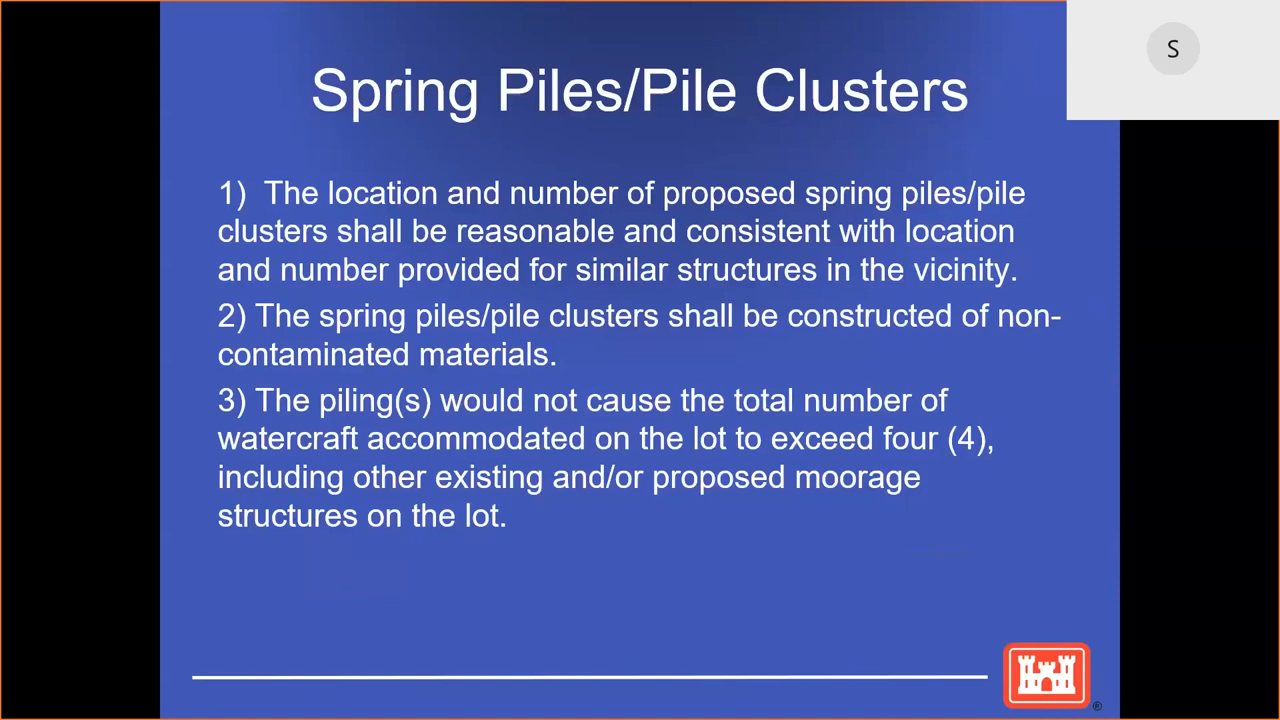 S
Spring Piles/Pile Clusters
1) The location and number of proposed spring piles/pile
clusters shall be reasonable and consistent with location
and number provided for similar structures in the vicinity.
2) The spring piles/pile clusters shall be constructed of non-
contaminated materials.
3) The piling(s) would not cause the total number of
watercraft accommodated on the lot to exceed four (4),
including other existing and/or proposed moorage
structures on the lot.
®